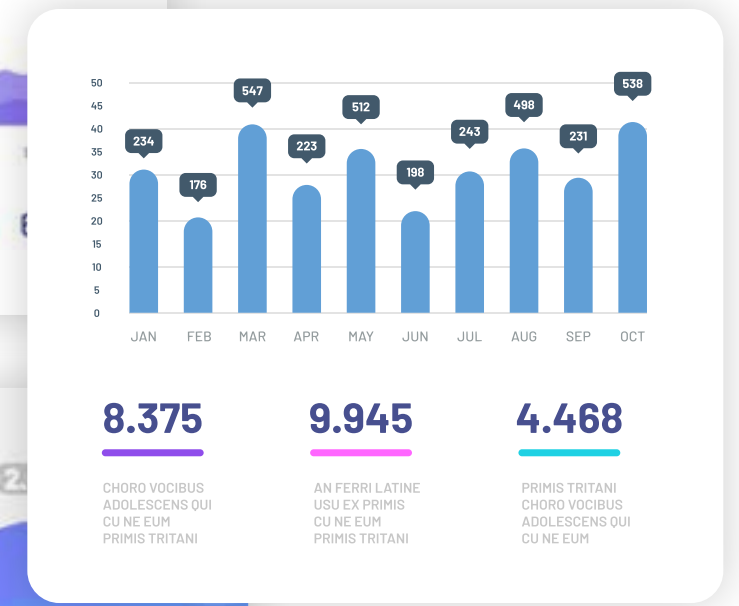 50
45
40
35
30
25
20
15
10
5
0
234
176
547
223
512
198
243
498
231
538
JAN FEB MAR APR MAY JUN JUL AUG SEP OCT
8.375
CHORO VOCIBUS
ADOLESCENS QUI
CU NE EUM
PRIMIS TRITANI
9.945
AN FERRI LATINE
USU EX PRIMIS
CU NE EUM
PRIMIS TRITANI
4.468
PRIMIS TRITANI
CHORO VOCIBUS
ADOLESCENS QUI
CU NE EUM